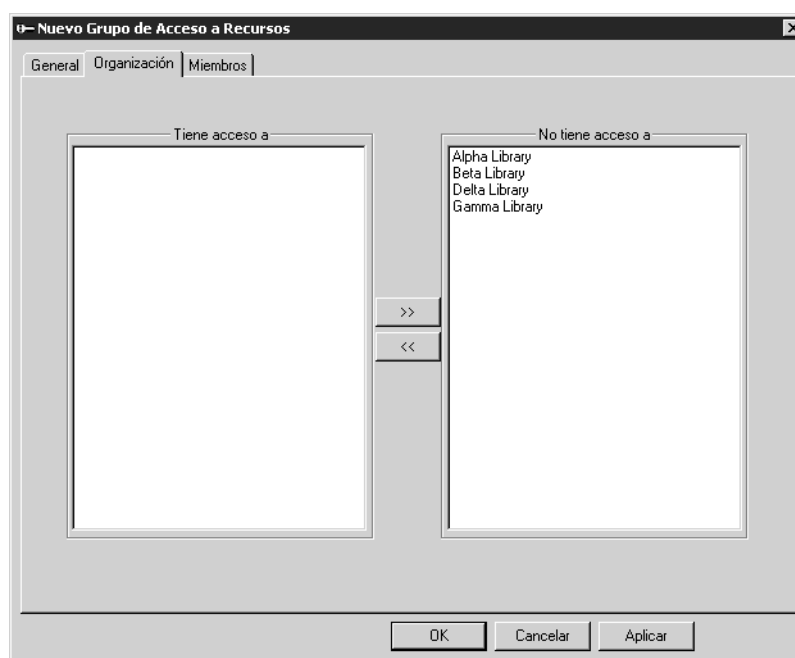 Nuevo Grupo de Acceso a Recursos
General
Organización
Miembros
Tiene acceso a
No tiene acceso a
Alpha Library
Beta Library
Delta Library
Gamma Library
>>
<<
OK
Cancelar
Aplicar